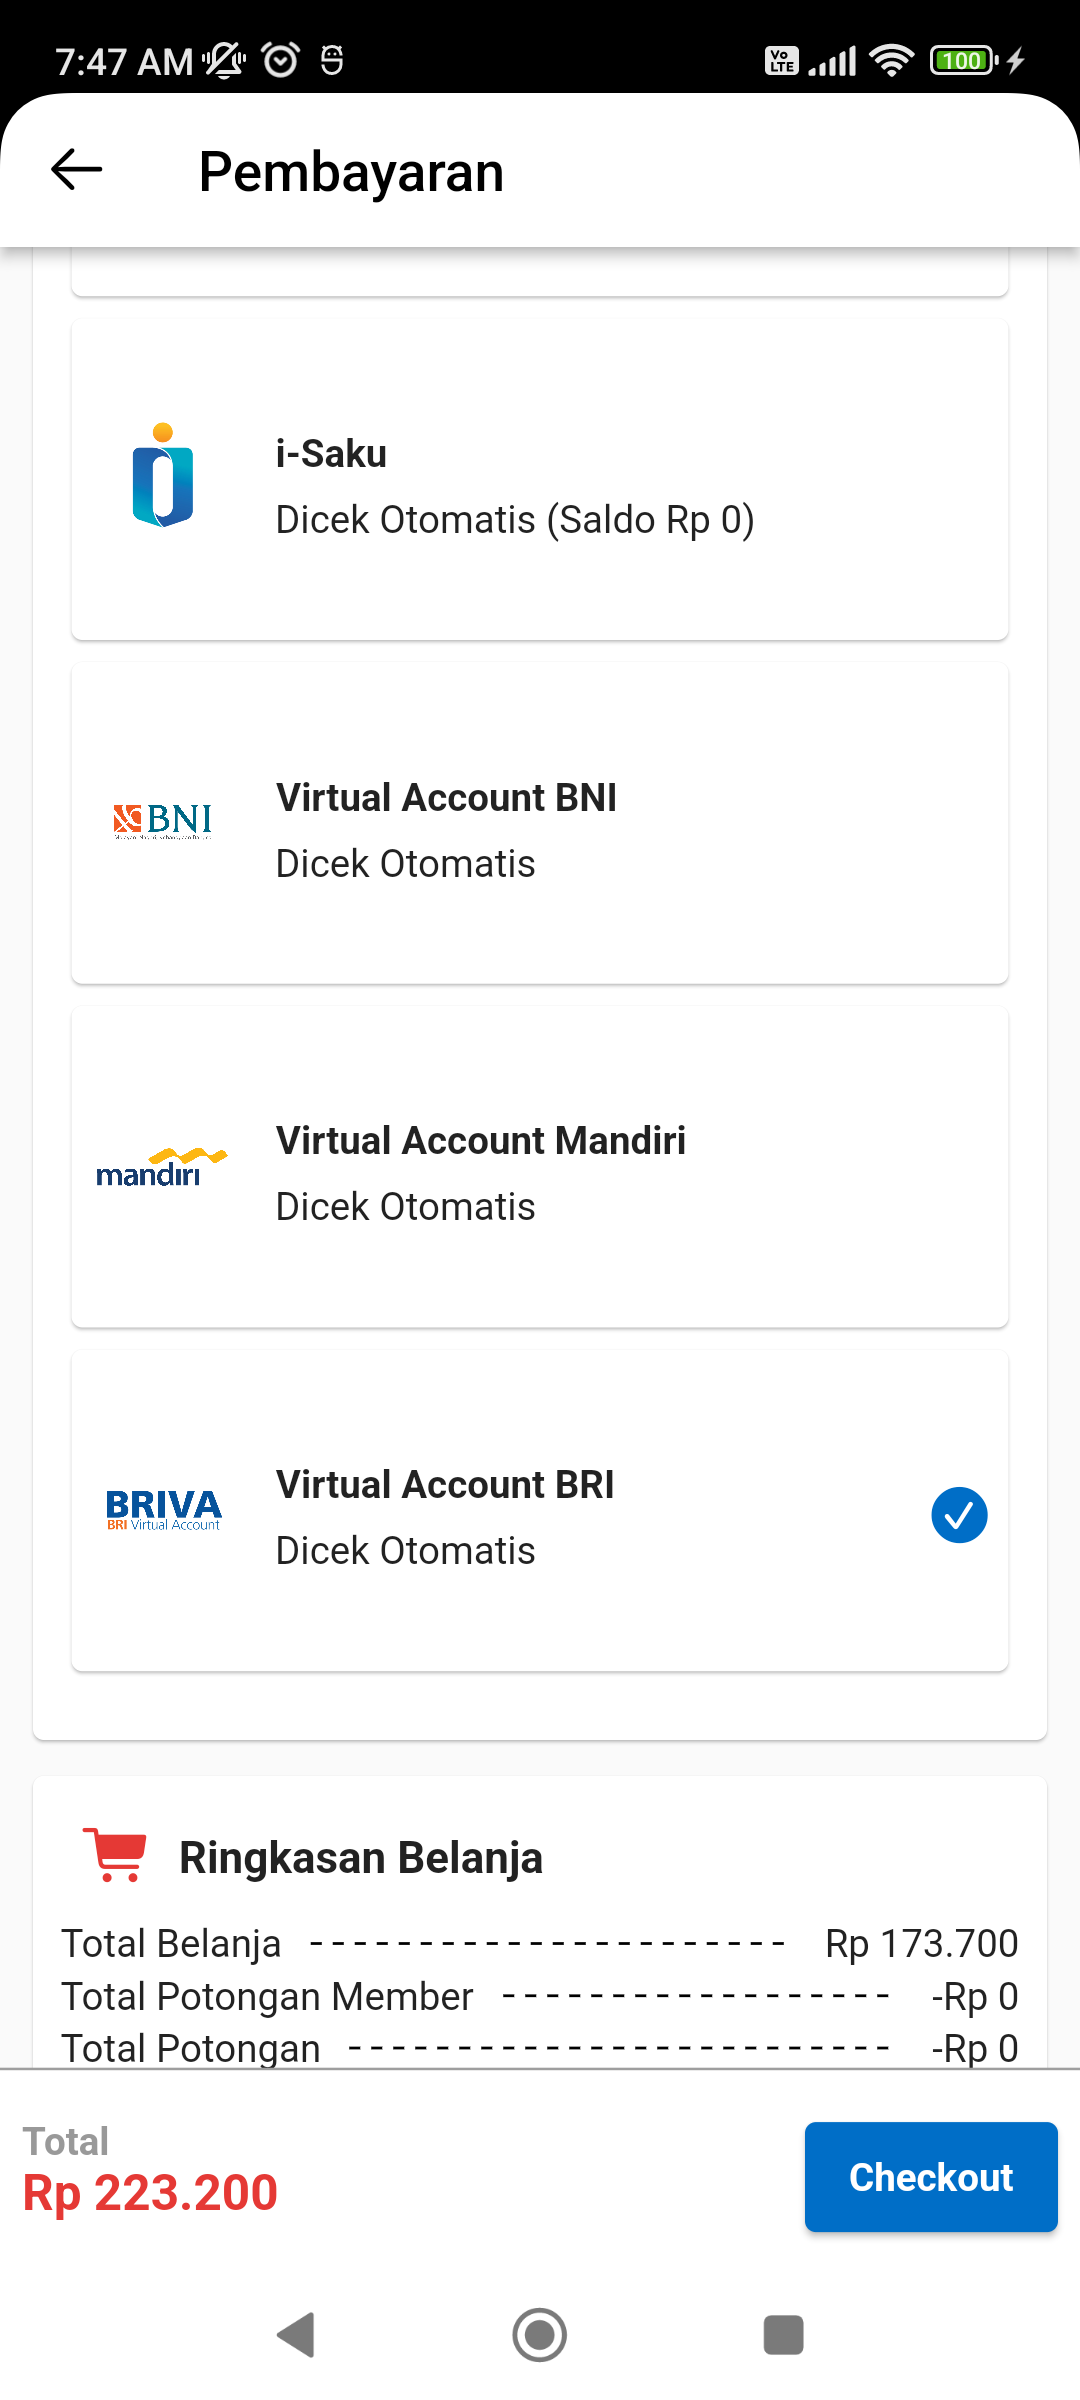 7:47 AM
Vo
LTE
100
Pembayaran
i-Saku
Dicek Otomatis (Saldo Rp 0)
BNI
Virtual Account BNI
Dicek Otomatis
mandiri
Virtual Account Mandiri
Dicek Otomatis
BRIVA
BRI Virtual Account
Virtual Account BRI
Dicek Otomatis
Ringkasan Belanja
Total Belanja ---------------------- Rp 173.700
Total Potongan Member ------------------ -Rp 0
Total Potongan ------------------------- -Rp 0
Total
Rp 223.200
Checkout